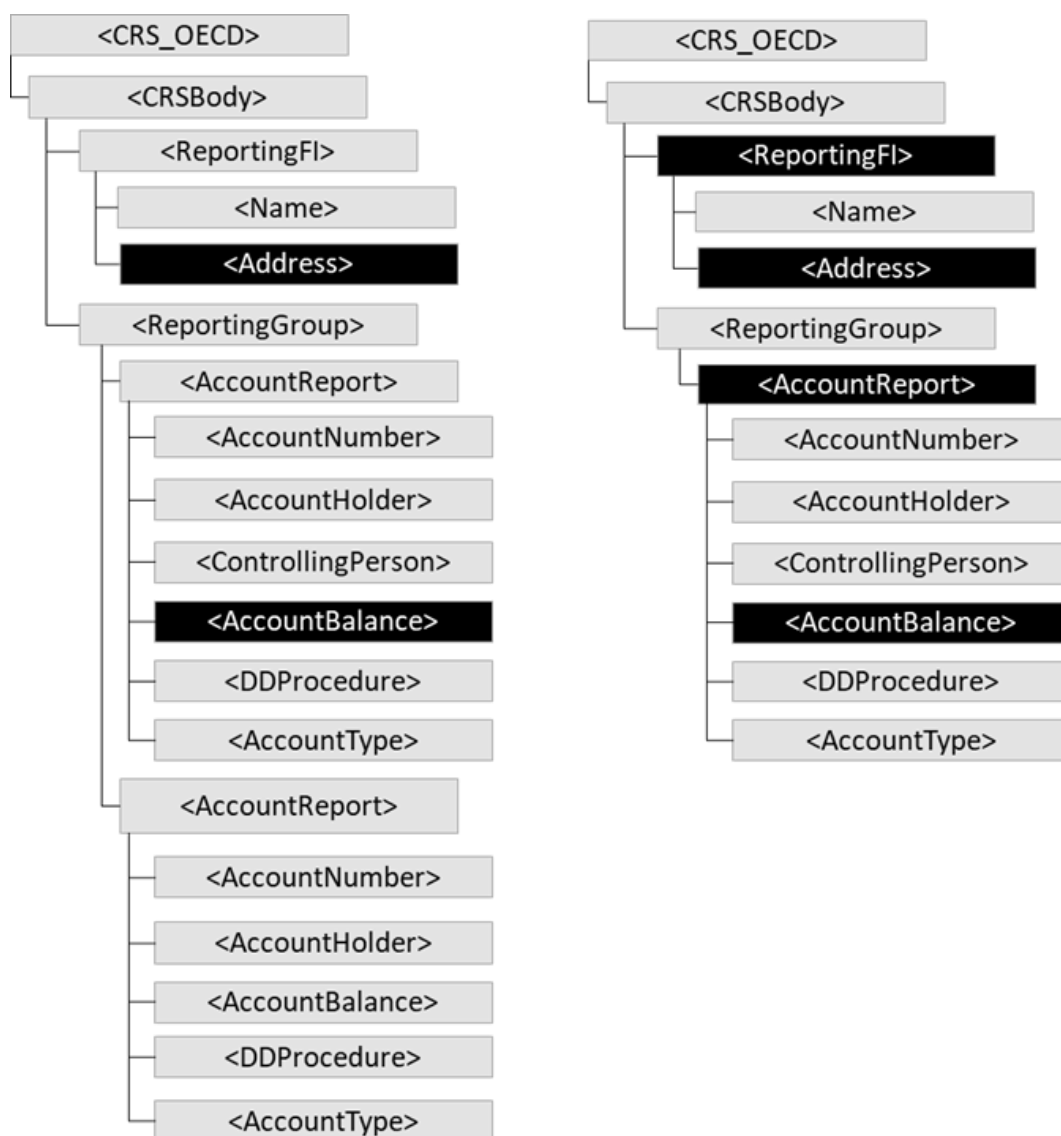 <CRS_OECD>
<CRSBody>
<ReportingFI>
<Name>
<Address>
<ReportingGroup>
<AccountReport>
<AccountNumber>
<AccountHolder>
<ControllingPerson>
<AccountBalance>
<DDProcedure>
<AccountType>
<AccountReport>
<AccountNumber>
<AccountHolder>
<AccountBalance>
<DDProcedure>
<AccountType>
<CRS_OECD>
<CRSBody>
<ReportingFI>
<Name>
<Address>
<ReportingGroup>
<AccountReport>
<AccountNumber>
<AccountHolder>
<ControllingPerson>
<AccountBalance>
<DDProcedure>
<AccountType>